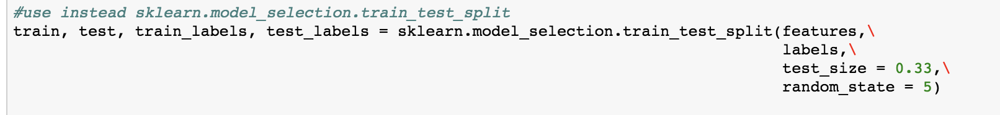 #use instead sklearn.model_selection.train_test_split
train, test, train_labels, test_labels = sklearn.model_selection.train_test_split(features,\
labels,\
test_size = 0.33,\
random_state = 5)